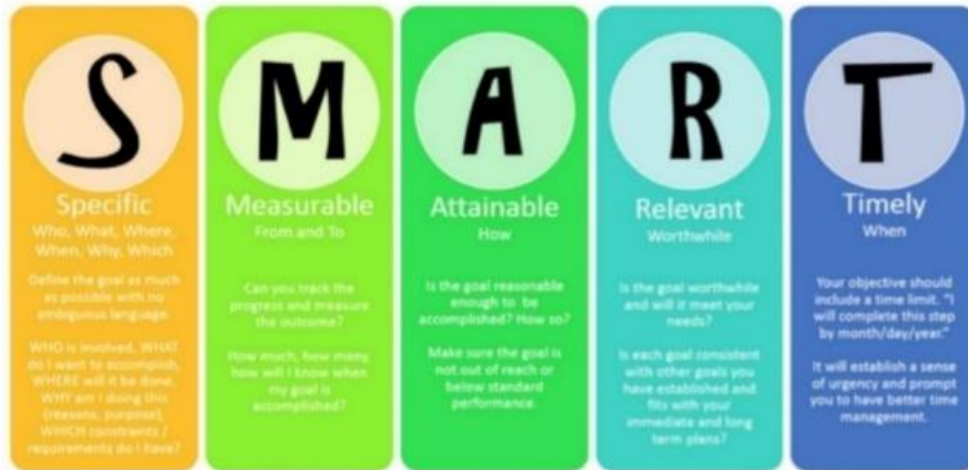 S
Specific
Who, What, Where,
When, Why, Which
Define the goal as much
as possible with no
ambiguous language.
WHO is involved, WHAT
do I want to accomplish,
WHERE will it be done,
WHY am I doing this
(reasons, purpose),
WHICH constraints /
requirements do I have?
M
Measurable
From and To
Can you track the
progress and measure
the outcome?
How much, how many,
how will I know when
my goal is
accomplished?
A
Attainable
How
Is the goal reasonable
enough to be
accomplished? How so?
Make sure the goal is
not out of reach or
below standard
performance.
R
Relevant
Worthwhile
Is the goal worthwhile
and will it meet your
needs?
Is each goal consistent
with other goals you
have established and
fits with your
immediate and long
term plans?
T
Timely
When
Your objective should
include a time limit. "I
will complete this step
by month/day/year."
It will establish a sense
of urgency and prompt
you to have better time
management.